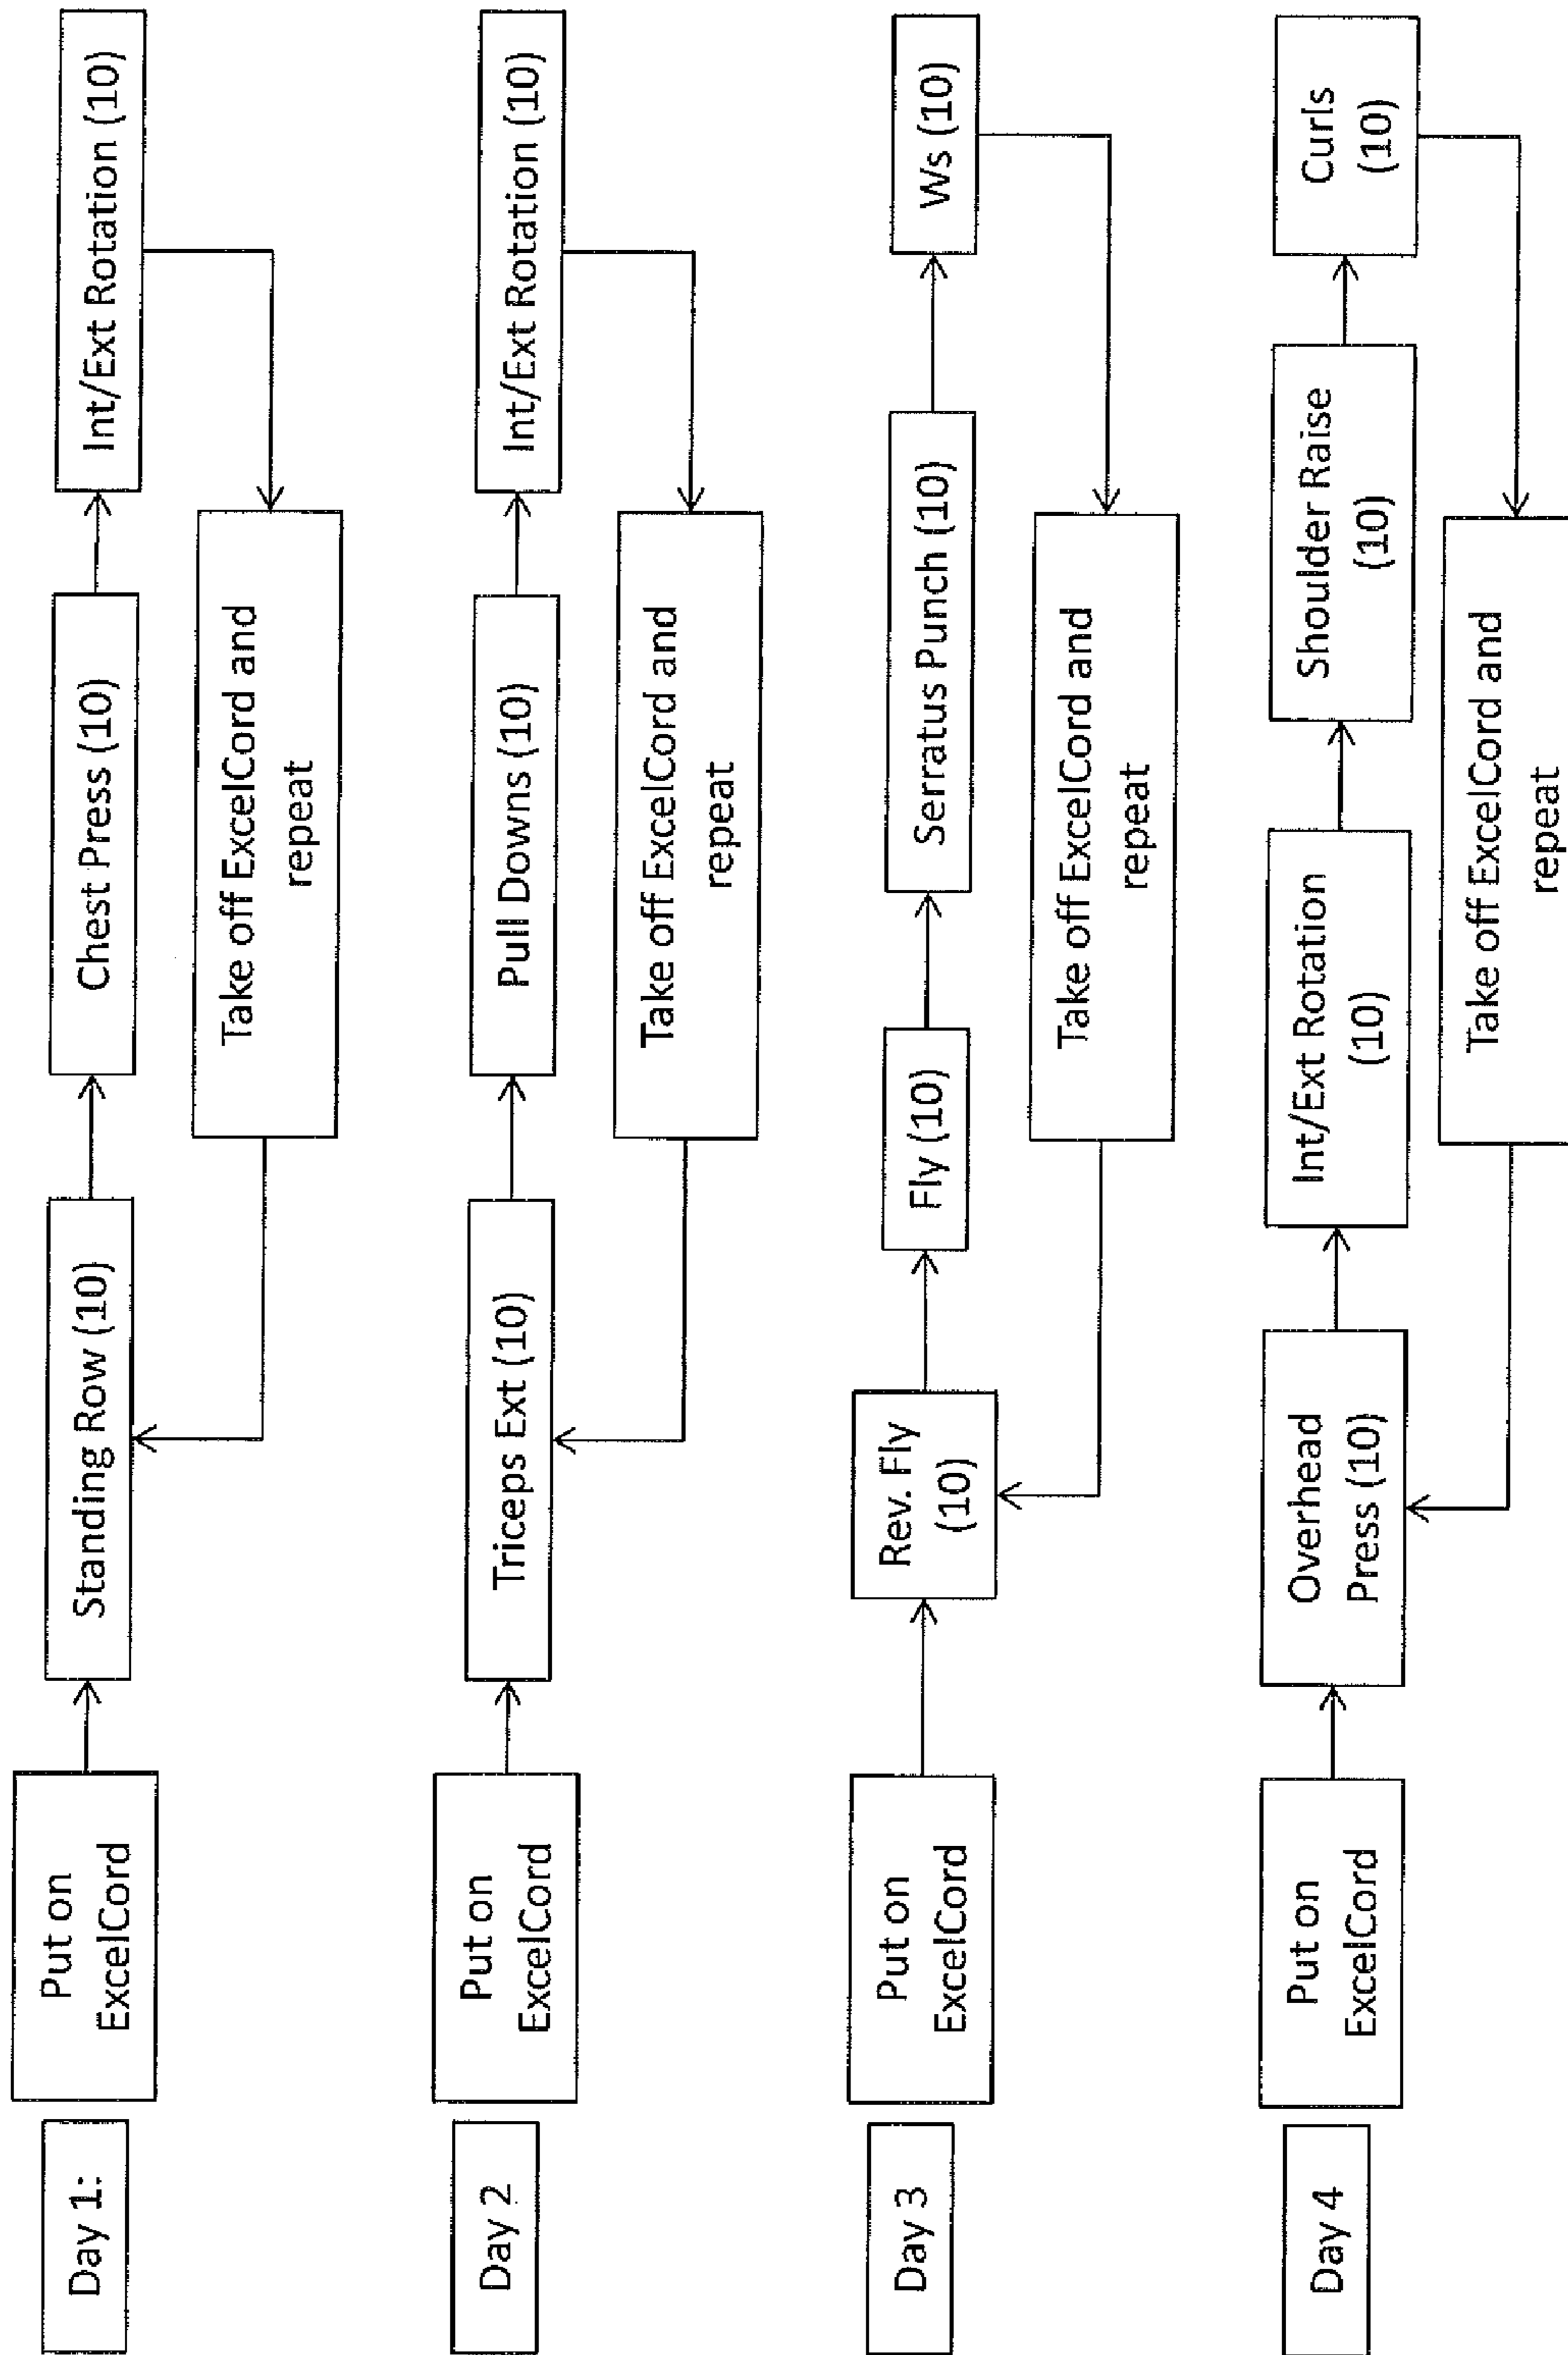 Day 1:
Put on
ExcelCord
Standing Row (10)
Chest Press (10)
Int/Ext Rotation (10)
Take off ExcelCord and
repeat
Day 2
Put on
ExcelCord
Triceps Ext (10)
Pull Downs (10)
Int/Ext Rotation (10)
Take off ExcelCord and
repeat
Day 3
Put on
ExcelCord
Rev. Fly
(10)
Fly (10)
Serratus Punch (10)
Ws (10)
Take off ExcelCord and
repeat
Day 4
Put on
ExcelCord
Overhead
Press (10)
Int/Ext Rotation
(10)
Shoulder Raise
(10)
Curls
(10)
Take off ExcelCord and
repeat